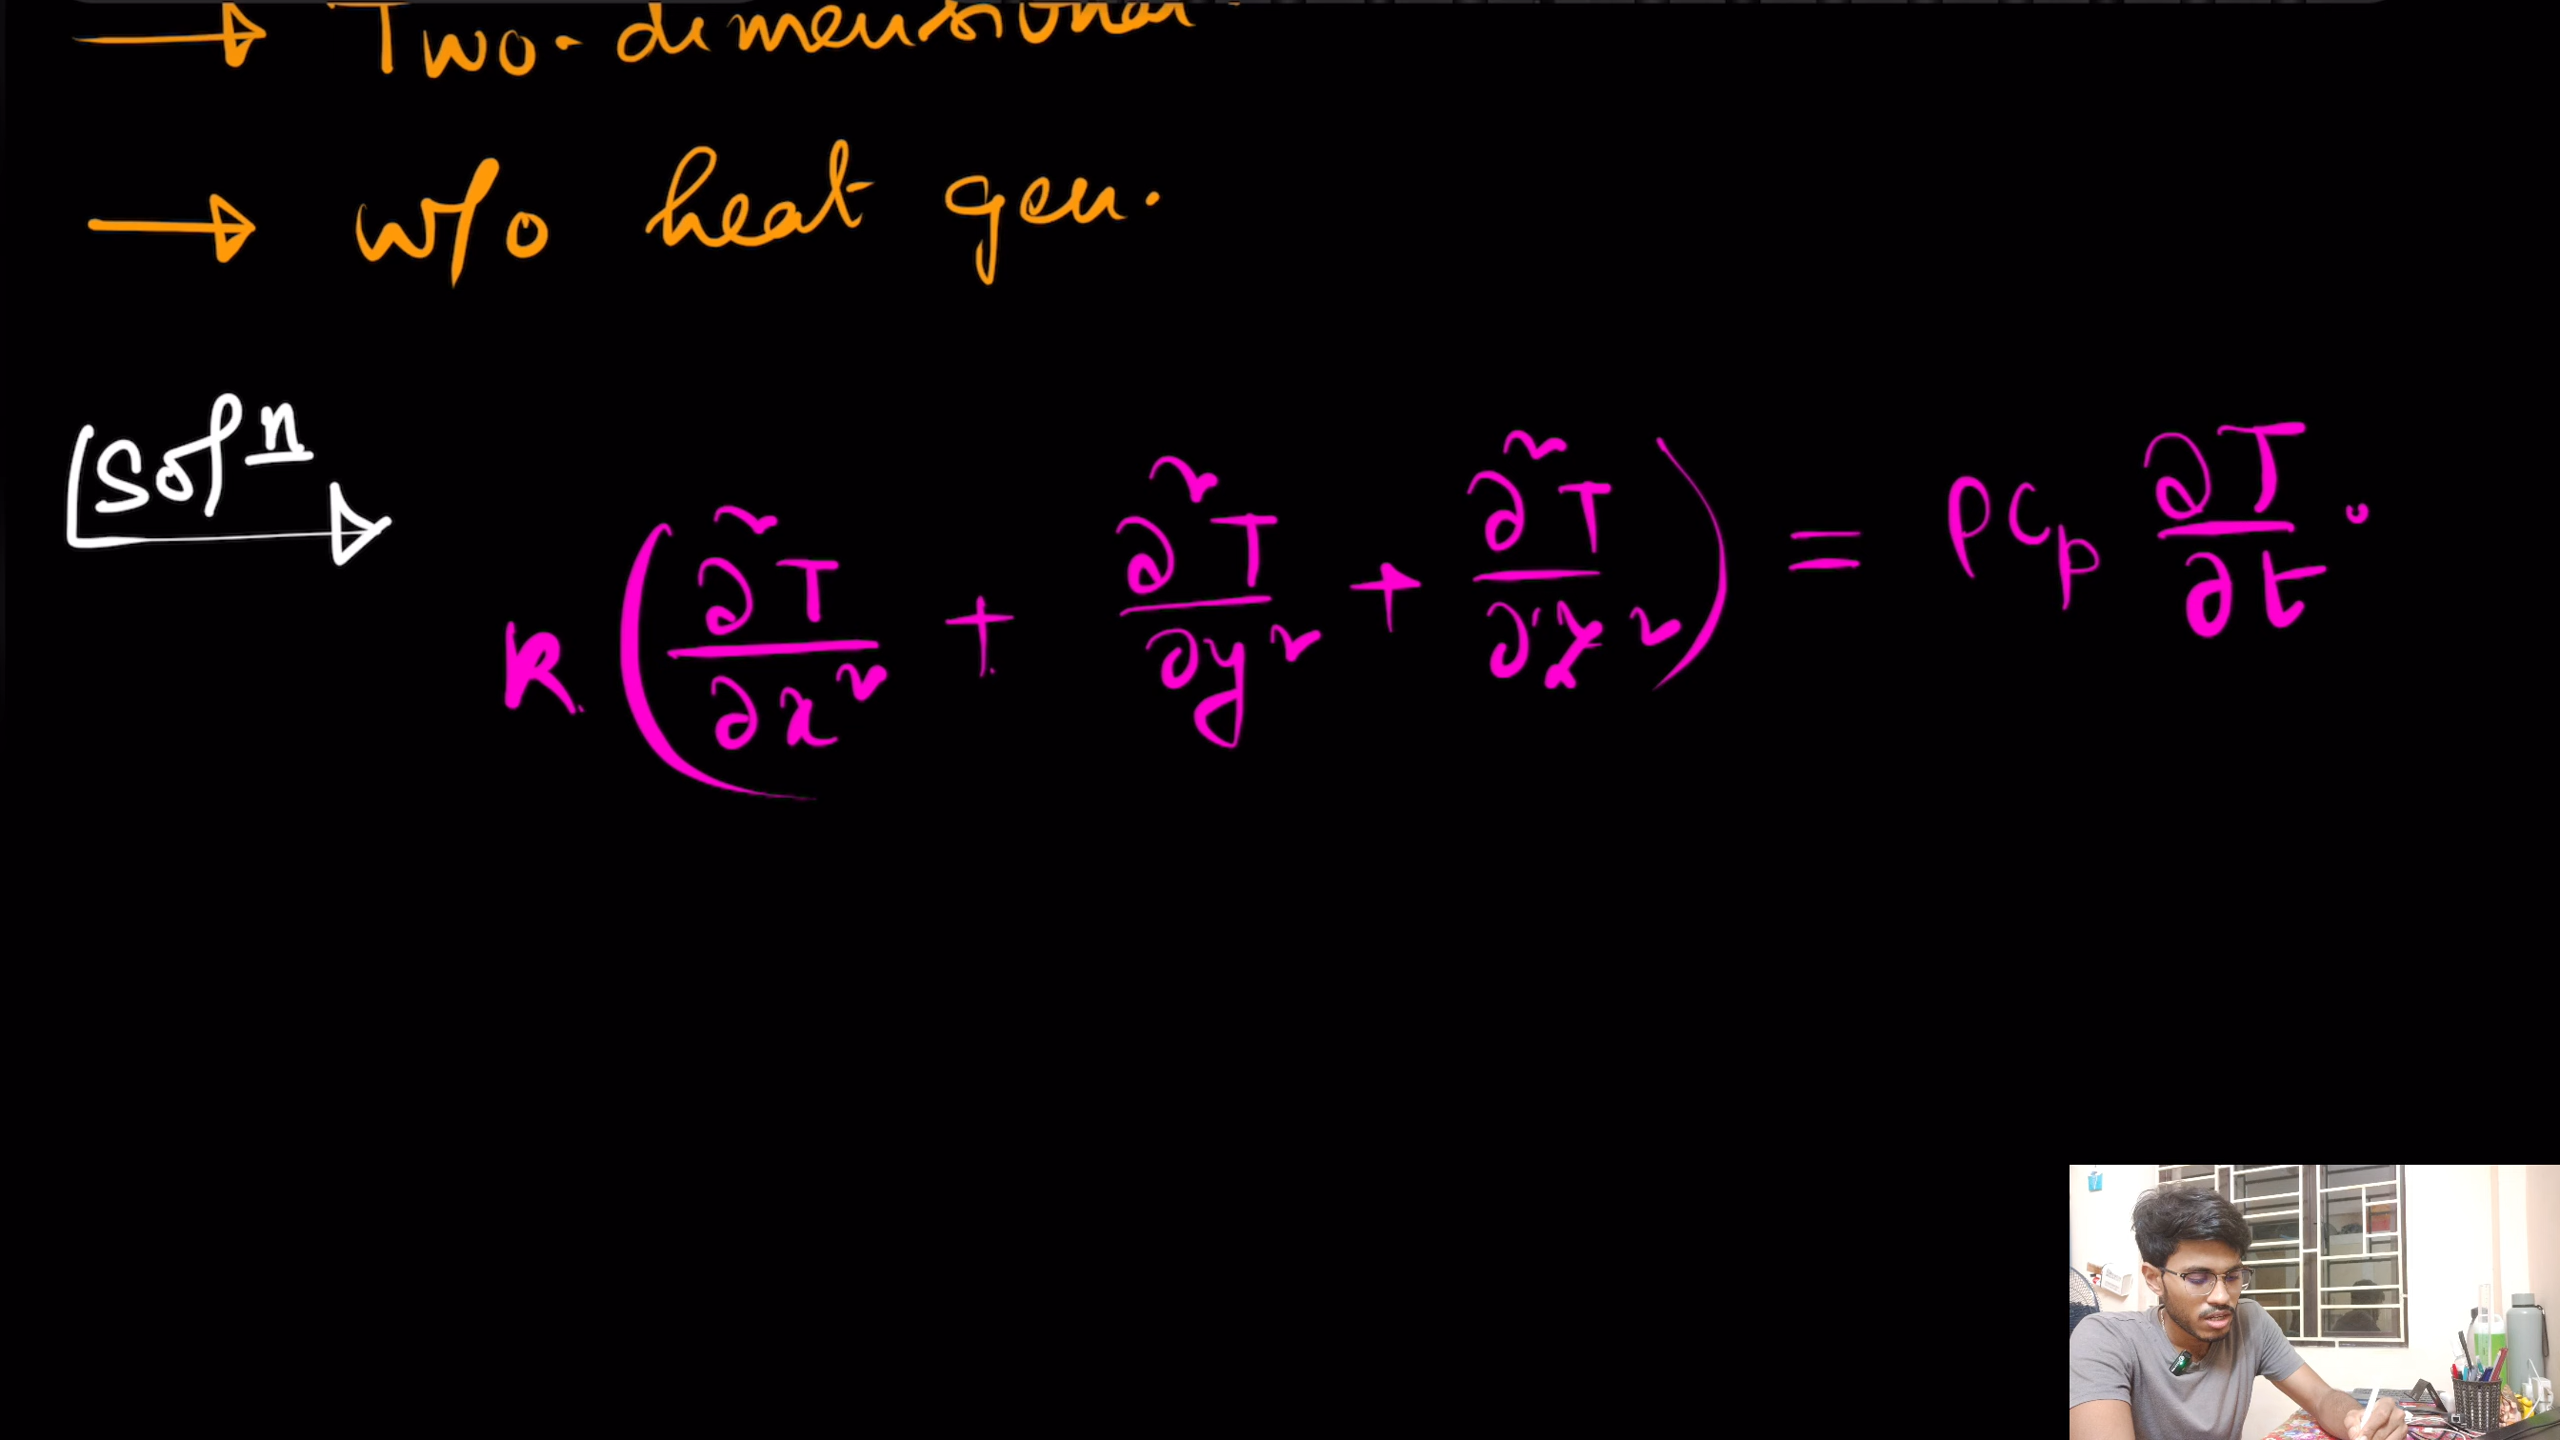 → Two-dimensional
→ w/o heat gen.
Solⁿ
k (∂²T/∂x² + ∂²T/∂y² + ∂²T/∂z²) = ρCₚ ∂T/∂t .